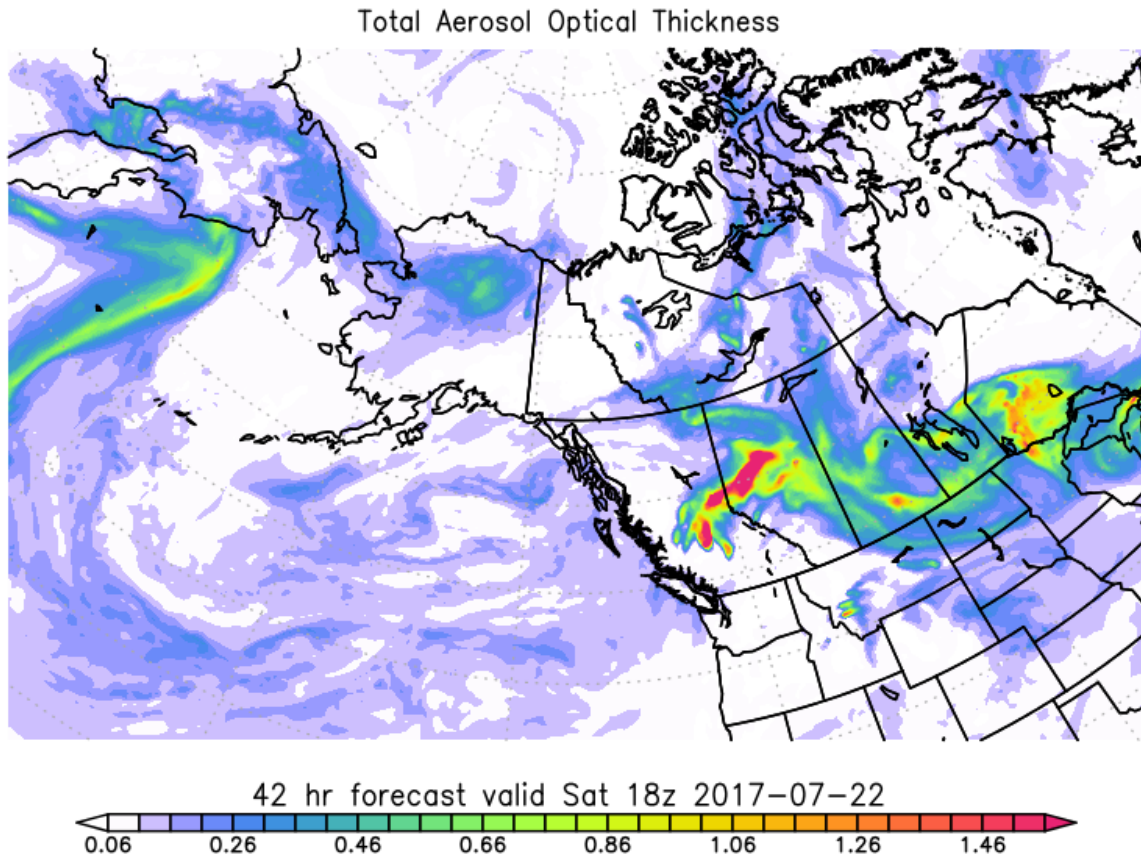 Total Aerosol Optical Thickness
42 hr forecast valid Sat 18z 2017-07-22
0.06 0.26 0.46 0.66 0.86 1.06 1.26 1.46